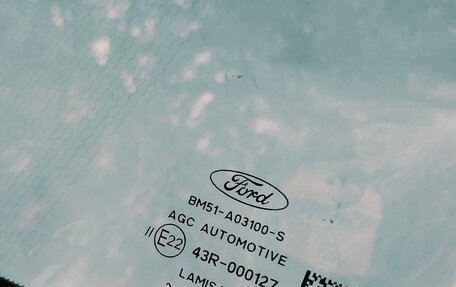 Ford
BM51-A03100-S
AGC AUTOMOTIVE
II E22 43R-000127